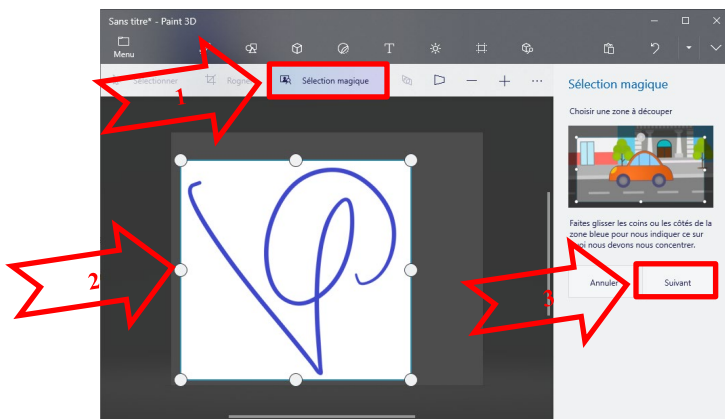 Sans titre* - Paint 3D
Menu
Sélectionner
Rogner
Sélection magique
1
2
3
Sélection magique
Choisir une zone à découper
Faites glisser les coins ou les côtés de la
zone bleue pour nous indiquer ce sur
quoi nous devons nous concentrer.
Annuler
Suivant